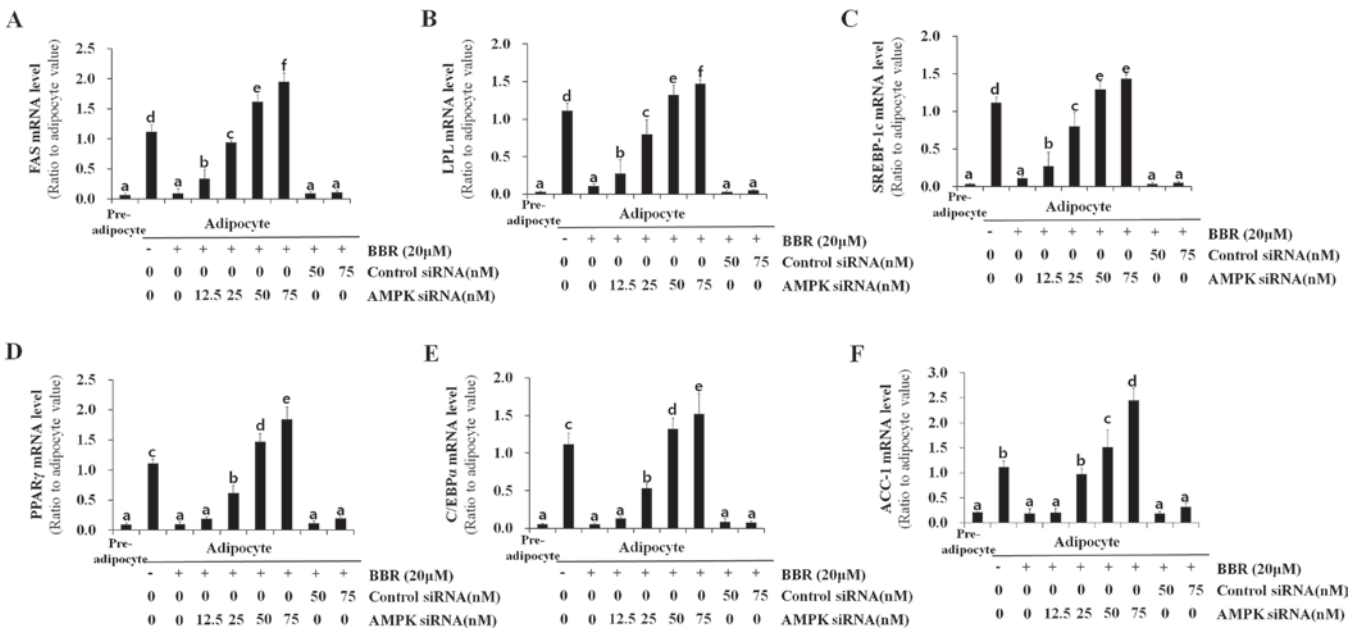 A
FAS mRNA level
(Ratio to adipocyte value)
2.5
2.0
1.5
1.0
0.5
0.0
a d a b c e f a a
Pre-
adipocyte
Adipocyte
- + + + + + + + BBR (20μM)
0 0 0 0 0 0 0 50 75 Control siRNA(nM)
0 0 0 12.5 25 50 75 0 0 AMPK siRNA(nM)
B
LPL mRNA level
(Ratio to adipocyte value)
2.0
1.5
1.0
0.5
0.0
a d a b c e f a a
Pre-
adipocyte
Adipocyte
- + + + + + + + BBR (20μM)
0 0 0 0 0 0 0 50 75 Control siRNA(nM)
0 0 0 12.5 25 50 75 0 0 AMPK siRNA(nM)
C
SREBP-1c mRNA level
(Ratio to adipocyte value)
2.0
1.5
1.0
0.5
0.0
a d a b c e e a a
Pre-
adipocyte
Adipocyte
- + + + + + + + BBR (20μM)
0 0 0 0 0 0 0 50 75 Control siRNA(nM)
0 0 0 12.5 25 50 75 0 0 AMPK siRNA(nM)
D
PPARγ mRNA level
(Ratio to adipocyte value)
2.5
2.0
1.5
1.0
0.5
0.0
a c a a b d e a a
Pre-
adipocyte
Adipocyte
- + + + + + + + BBR (20μM)
0 0 0 0 0 0 0 50 75 Control siRNA(nM)
0 0 0 12.5 25 50 75 0 0 AMPK siRNA(nM)
E
C/EBPα mRNA level
(Ratio to adipocyte value)
2.0
1.5
1.0
0.5
0.0
a c a a b d e a a
Pre-
adipocyte
Adipocyte
- + + + + + + + BBR (20μM)
0 0 0 0 0 0 0 50 75 Control siRNA(nM)
0 0 0 12.5 25 50 75 0 0 AMPK siRNA(nM)
F
ACC-1 mRNA level
(Ratio to adipocyte value)
3.0
2.5
2.0
1.5
1.0
0.5
0.0
a b a a b c d a a
Pre-
adipocyte
Adipocyte
- + + + + + + + BBR (20μM)
0 0 0 0 0 0 0 50 75 Control siRNA(nM)
0 0 0 12.5 25 50 75 0 0 AMPK siRNA(nM)